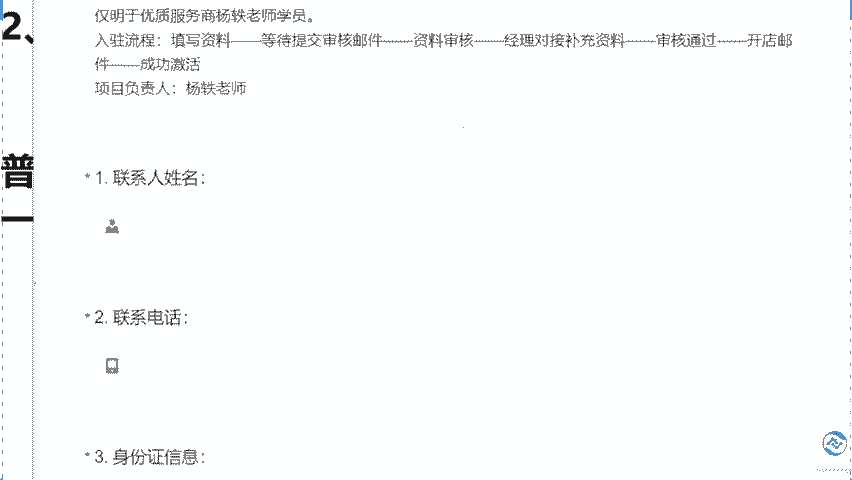 2、
仅明于优质服务商杨轶老师学员。
入驻流程：填写资料——等待提交审核邮件——资料审核——经理对接补充资料——审核通过——开店邮
件——成功激活
项目负责人：杨轶老师
普
一
* 1. 联系人姓名：
* 2. 联系电话：
* 3. 身份证信息：